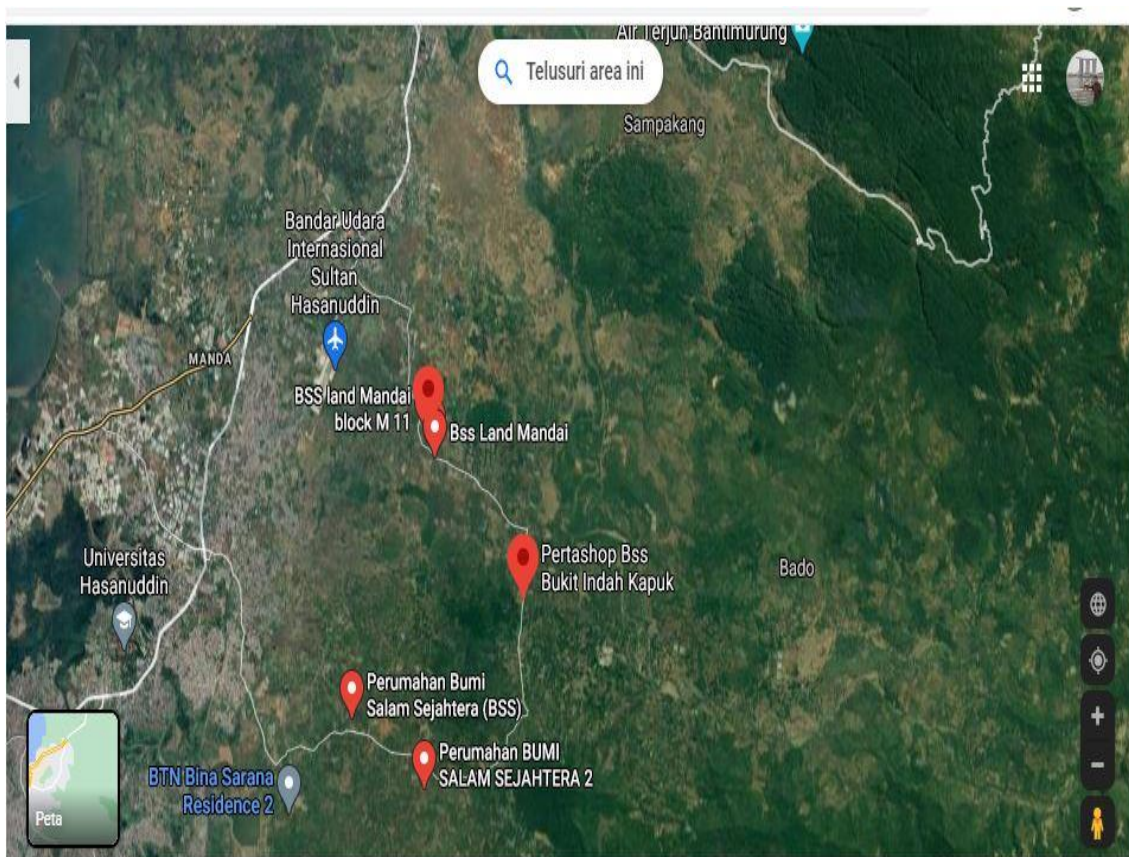 Air Terjun Bantimurung
Telusuri area ini
Sampakang
Bandar Udara
Internasional
Sultan
Hasanuddin
MANDA
BSS land Mandai
block M 11
Bss Land Mandai
Universitas
Hasanuddin
Pertashop Bss
Bukit Indah Kapuk
Bado
Perumahan Bumi
Salam Sejahtera (BSS)
Perumahan BUMI
SALAM SEJAHTERA 2
BTN Bina Sarana
Residence 2
Peta